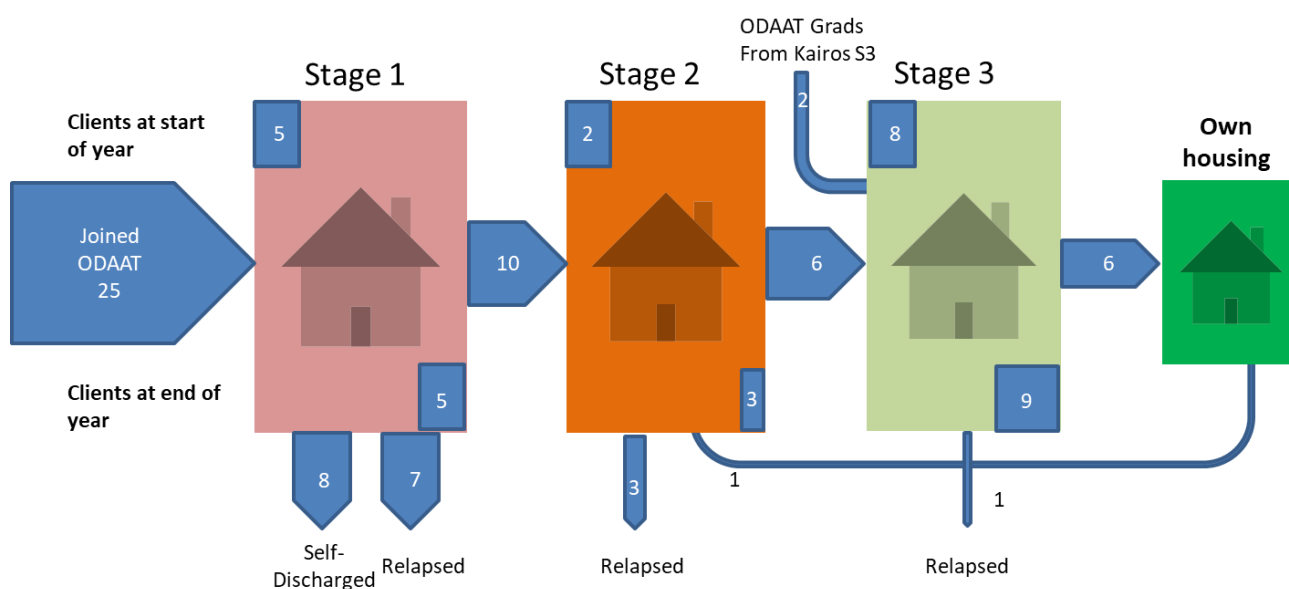 ODAAT Grads
From Kairos S3
Stage 1
Stage 2
Stage 3
Clients at start
of year
5
2
2
8
Own
housing
Joined
ODAAT
25
10
6
6
Clients at end of
year
5
3
9
8
7
3
1
1
Self-
Discharged
Relapsed
Relapsed
Relapsed